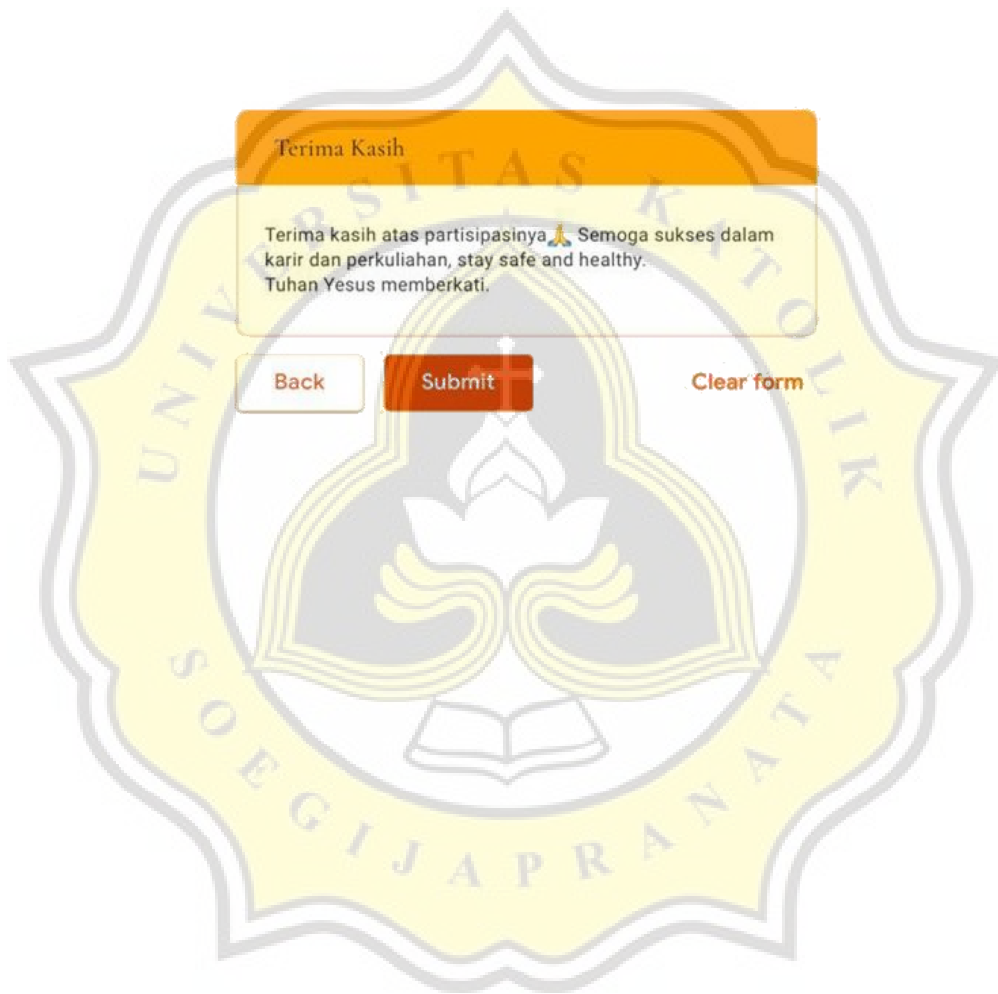 Terima Kasih
Terima kasih atas partisipasinya🙏 Semoga sukses dalam
karir dan perkuliahan, stay safe and healthy.
Tuhan Yesus memberkati.
Back Submit Clear form
UNIVERSITAS KATOLIK
SOEGIJAPRANATA